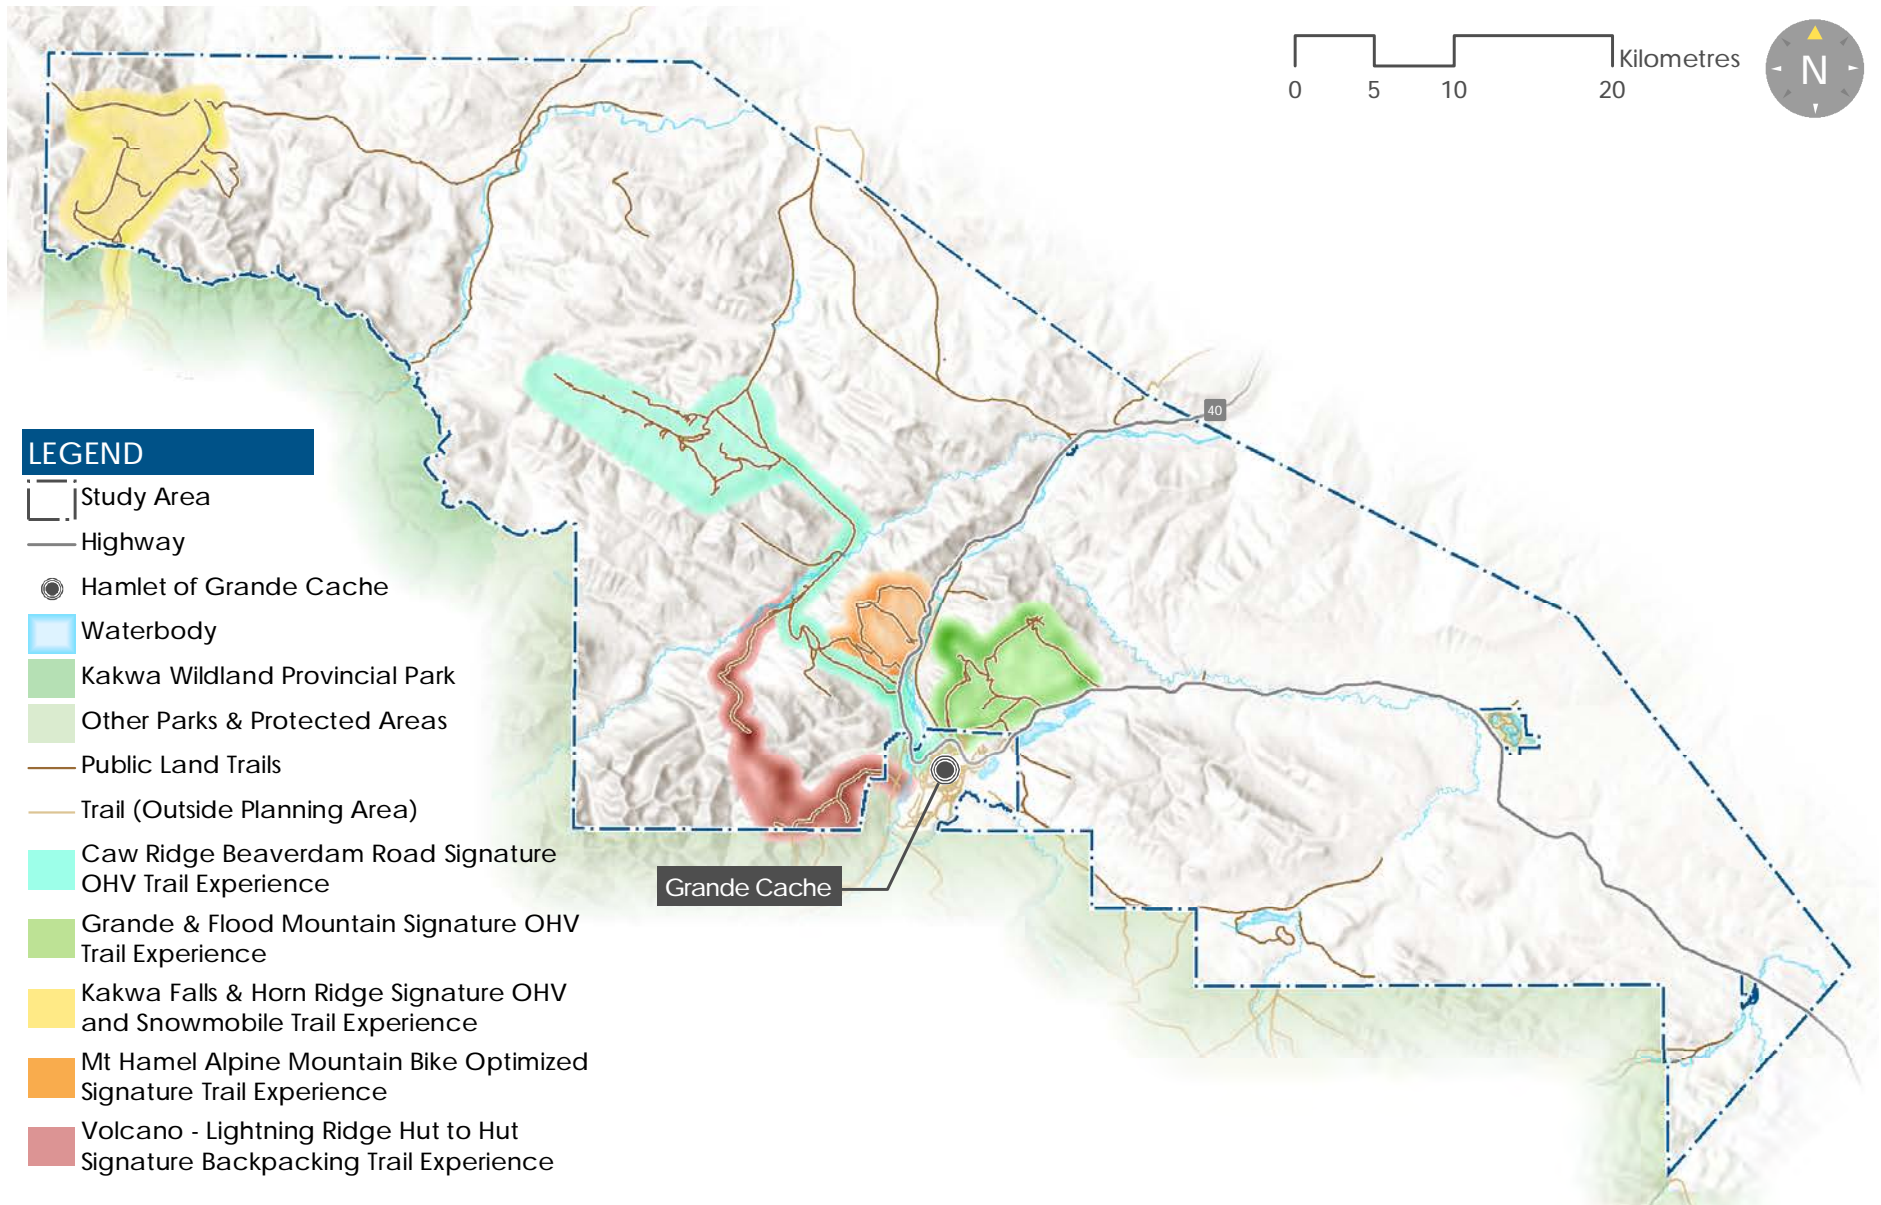 Kilometres
0 5 10 20
N
40
LEGEND
Study Area
Highway
Hamlet of Grande Cache
Waterbody
Kakwa Wildland Provincial Park
Other Parks & Protected Areas
Public Land Trails
Trail (Outside Planning Area)
Caw Ridge Beaverdam Road Signature
OHV Trail Experience
Grande & Flood Mountain Signature OHV
Trail Experience
Kakwa Falls & Horn Ridge Signature OHV
and Snowmobile Trail Experience
Mt Hamel Alpine Mountain Bike Optimized
Signature Trail Experience
Volcano - Lightning Ridge Hut to Hut
Signature Backpacking Trail Experience
Grande Cache